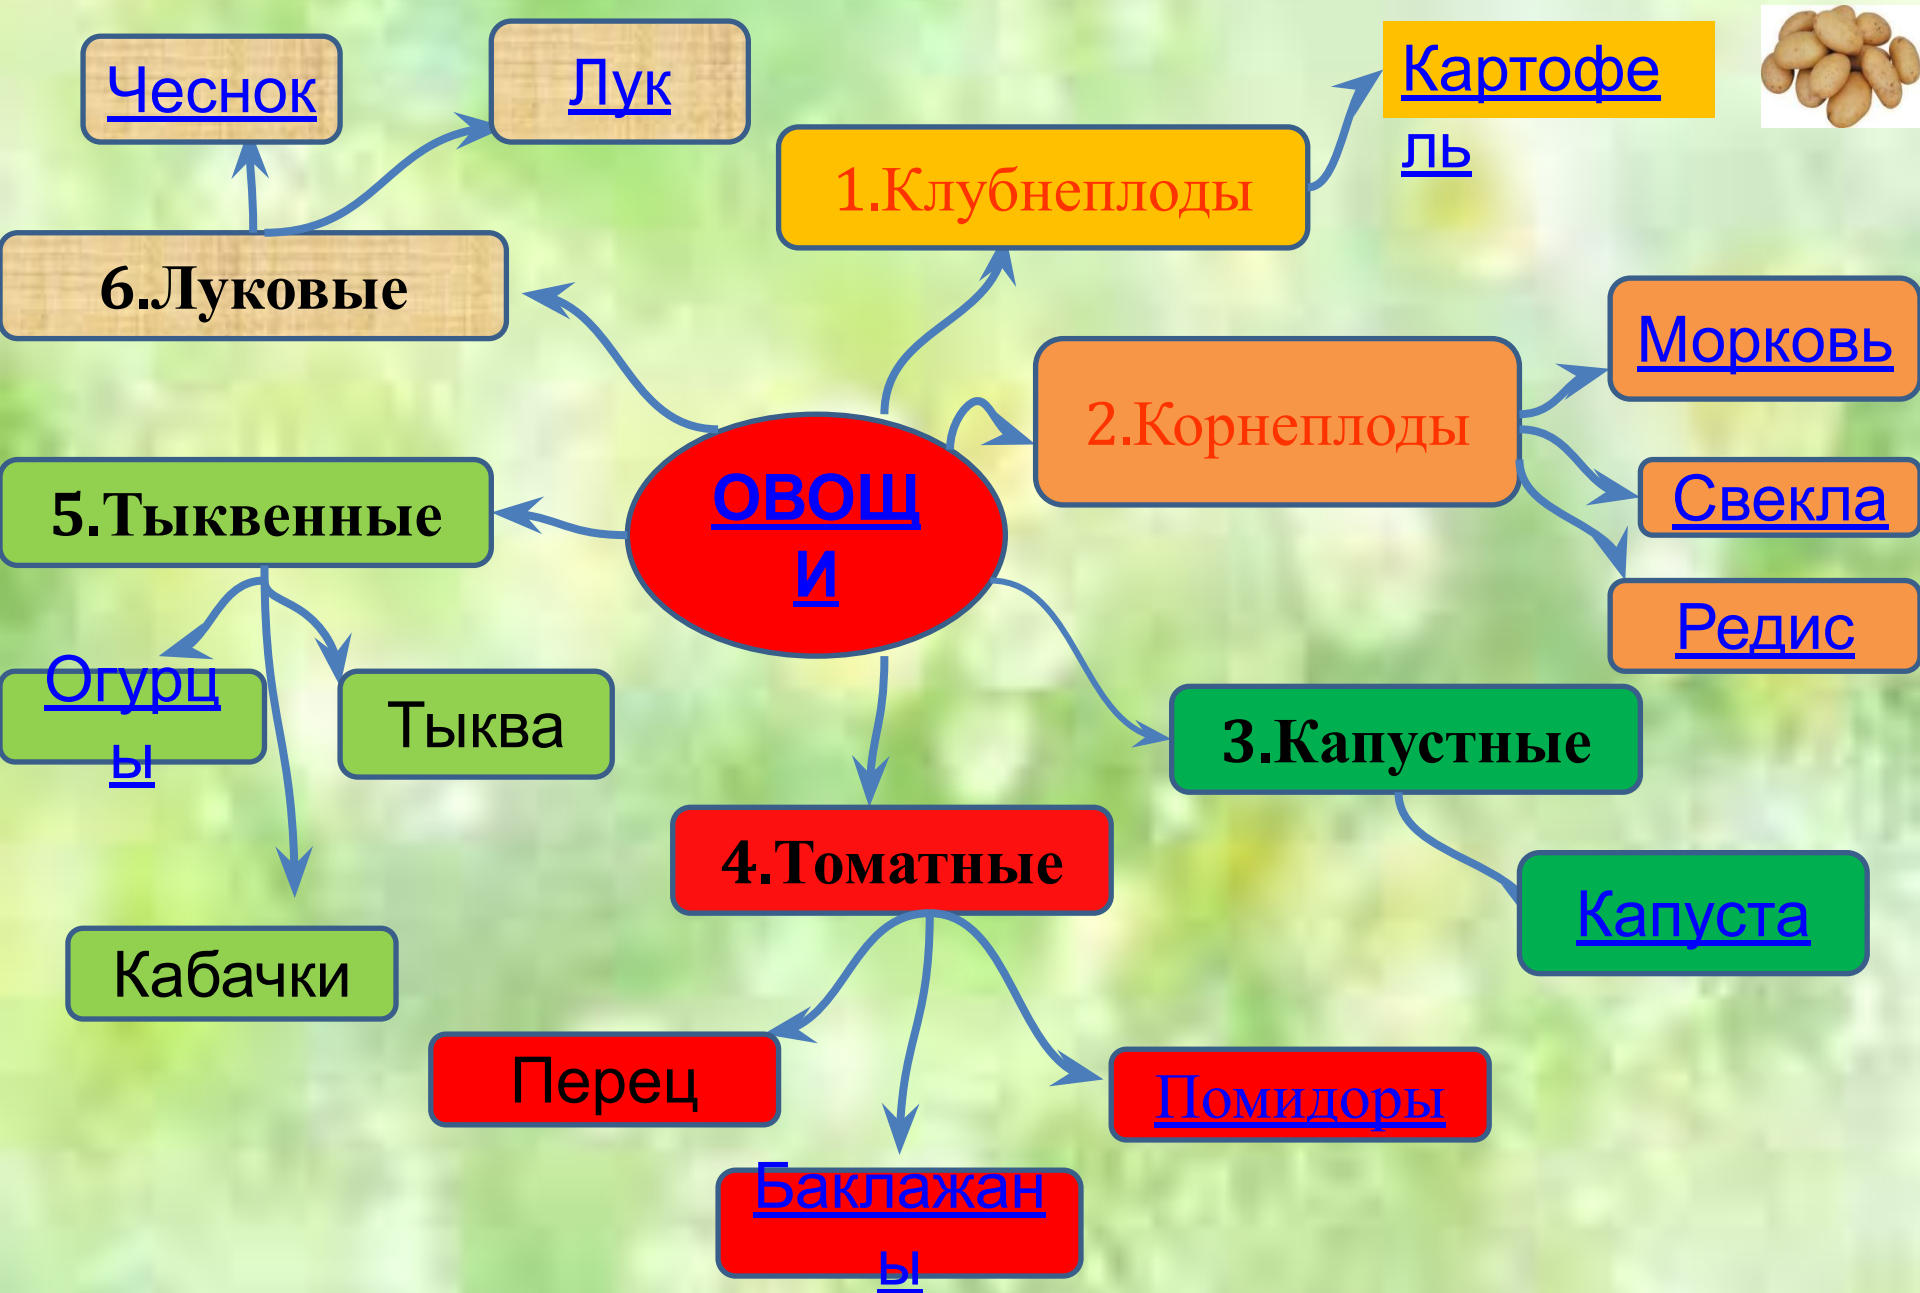 Чеснок
Лук
Картофе
ль
1.Клубнеплоды
6.Луковые
Морковь
2.Корнеплоды
Свекла
Редис
ОВОЩ
И
5.Тыквенные
Огурц
ы
Тыква
3.Капустные
4.Томатные
Капуста
Кабачки
Перец
Помидоры
Баклажан
ы